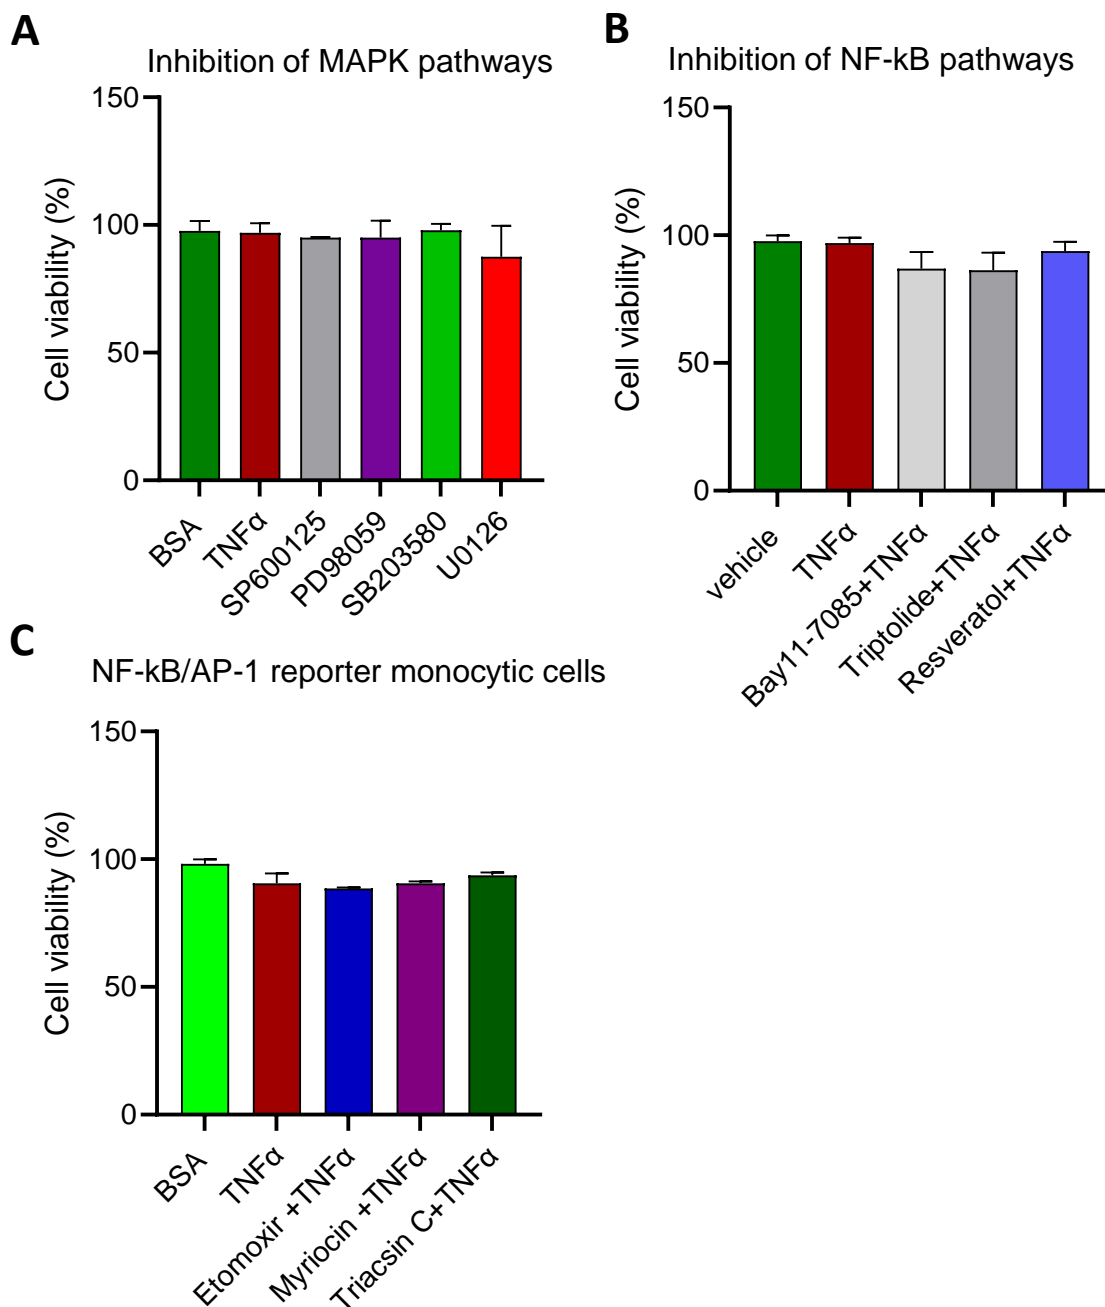 A
Inhibition of MAPK pathways
150
100
50
0
Cell viability (%)
BSA
TNFα
SP600125
PD98059
SB203580
U0126
B
Inhibition of NF-kB pathways
150
100
50
0
Cell viability (%)
vehicle
TNFα
Bay11-7085+TNFα
Triptolide+TNFα
Resveratol+TNFα
C
NF-kB/AP-1 reporter monocytic cells
150
100
50
0
Cell viability (%)
BSA
TNFα
Etomoxir +TNFα
Myriocin +TNFα
Triacsin C+TNFα